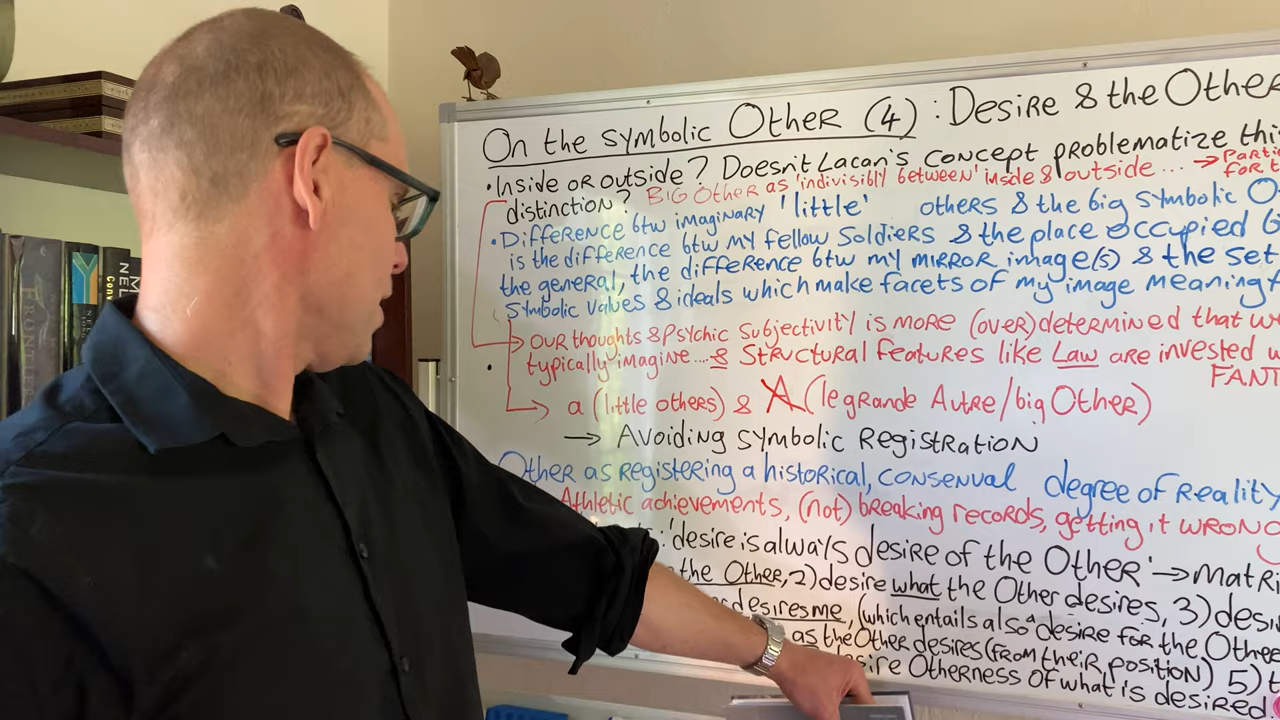 On the symbolic Other (4) : Desire & the Other
• Inside or outside? Doesn't Lacan's concept problematize this
distinction? Big Other as 'indivisibly between' inside & outside... →
for t
• Difference btw imaginary 'little' others & the big symbolic O
is the difference btw my fellow soldiers & the place occupied b
the general, the difference btw my mirror image(s) & the set
symbolic values & ideals which make facets of my image meaning
our thoughts & psychic subjectivity is more (over)determined that w
typically imagine....& structural features like Law are invested w
FANT
• a (little others) & A (le grande Autre/big Other)
→ Avoiding symbolic Registration
Other as registering a historical, consenual degree of reality
Athletic achievements, (not) breaking records, getting it wrong
: 'desire is always desire of the Other' → matri
the Other, 2) desire what the Other desires, 3) desi
desires me, (which entails also a desire for the Othe
as the Other desires (from their position) 5) t
sire Otherness of what is desired.
FRONTIER